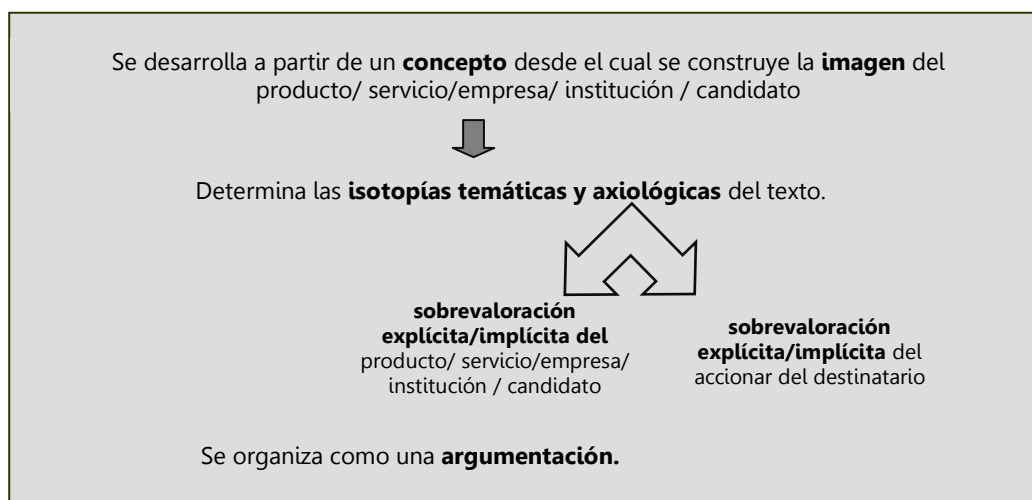 Se desarrolla a partir de un concepto desde el cual se construye la imagen del
producto/ servicio/empresa/ institución / candidato
Determina las isotopías temáticas y axiológicas del texto.
sobrevaloración
explícita/implícita del
producto/ servicio/empresa/
institución / candidato
sobrevaloración
explícita/implícita del
accionar del destinatario
Se organiza como una argumentación.